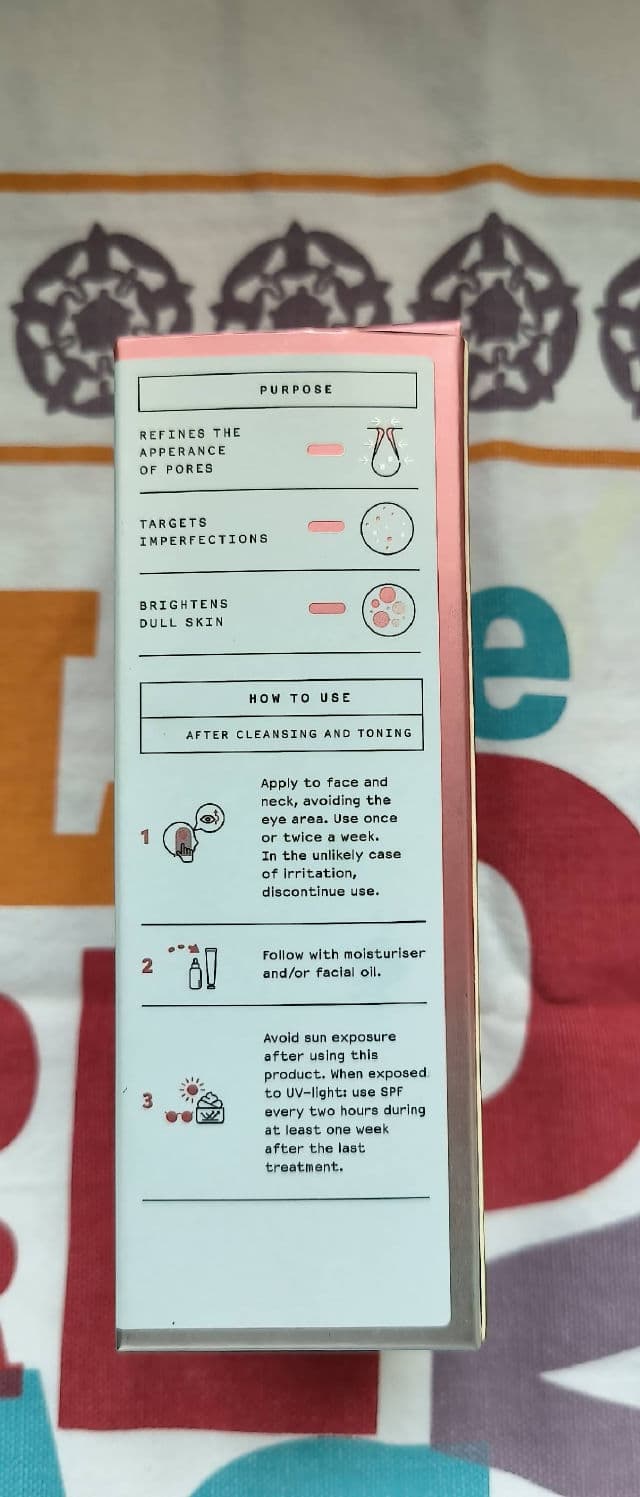 PURPOSE
REFINES THE
APPERANCE
OF PORES
TARGETS
IMPERFECTIONS
BRIGHTENS
DULL SKIN
HOW TO USE
AFTER CLEANSING AND TONING
1
Apply to face and
neck, avoiding the
eye area. Use once
or twice a week.
In the unlikely case
of irritation,
discontinue use.
2
Follow with moisturiser
and/or facial oil.
3
Avoid sun exposure
after using this
product. When exposed
to UV-light: use SPF
every two hours during
at least one week
after the last
treatment.